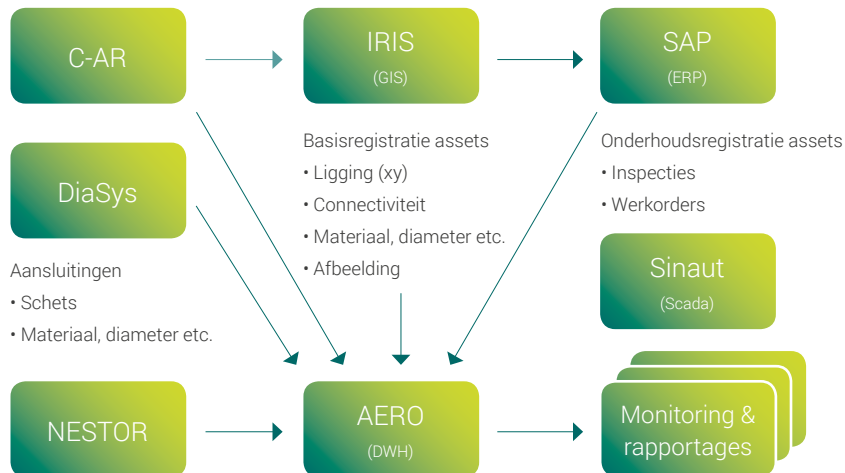 C-AR
IRIS
(GIS)
SAP
(ERP)
DiaSys
Basisregistratie assets
• Ligging (xy)
• Connectiviteit
• Materiaal, diameter etc.
• Afbeelding
Onderhoudsregistratie assets
• Inspecties
• Werkorders
Aansluitingen
• Schets
• Materiaal, diameter etc.
Sinaut
(Scada)
NESTOR
AERO
(DWH)
Monitoring &
rapportages